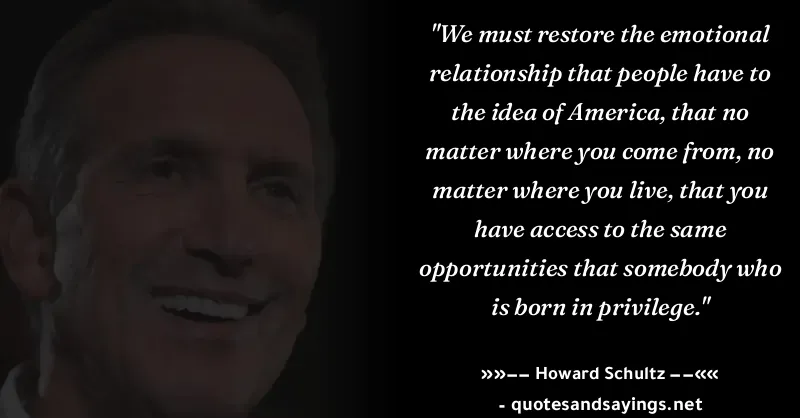 "We must restore the emotional
relationship that people have to
the idea of America, that no
matter where you come from, no
matter where you live, that you
have access to the same
opportunities that somebody who
is born in privilege."
»»−− Howard Schultz −−««
- quotesandsayings.net